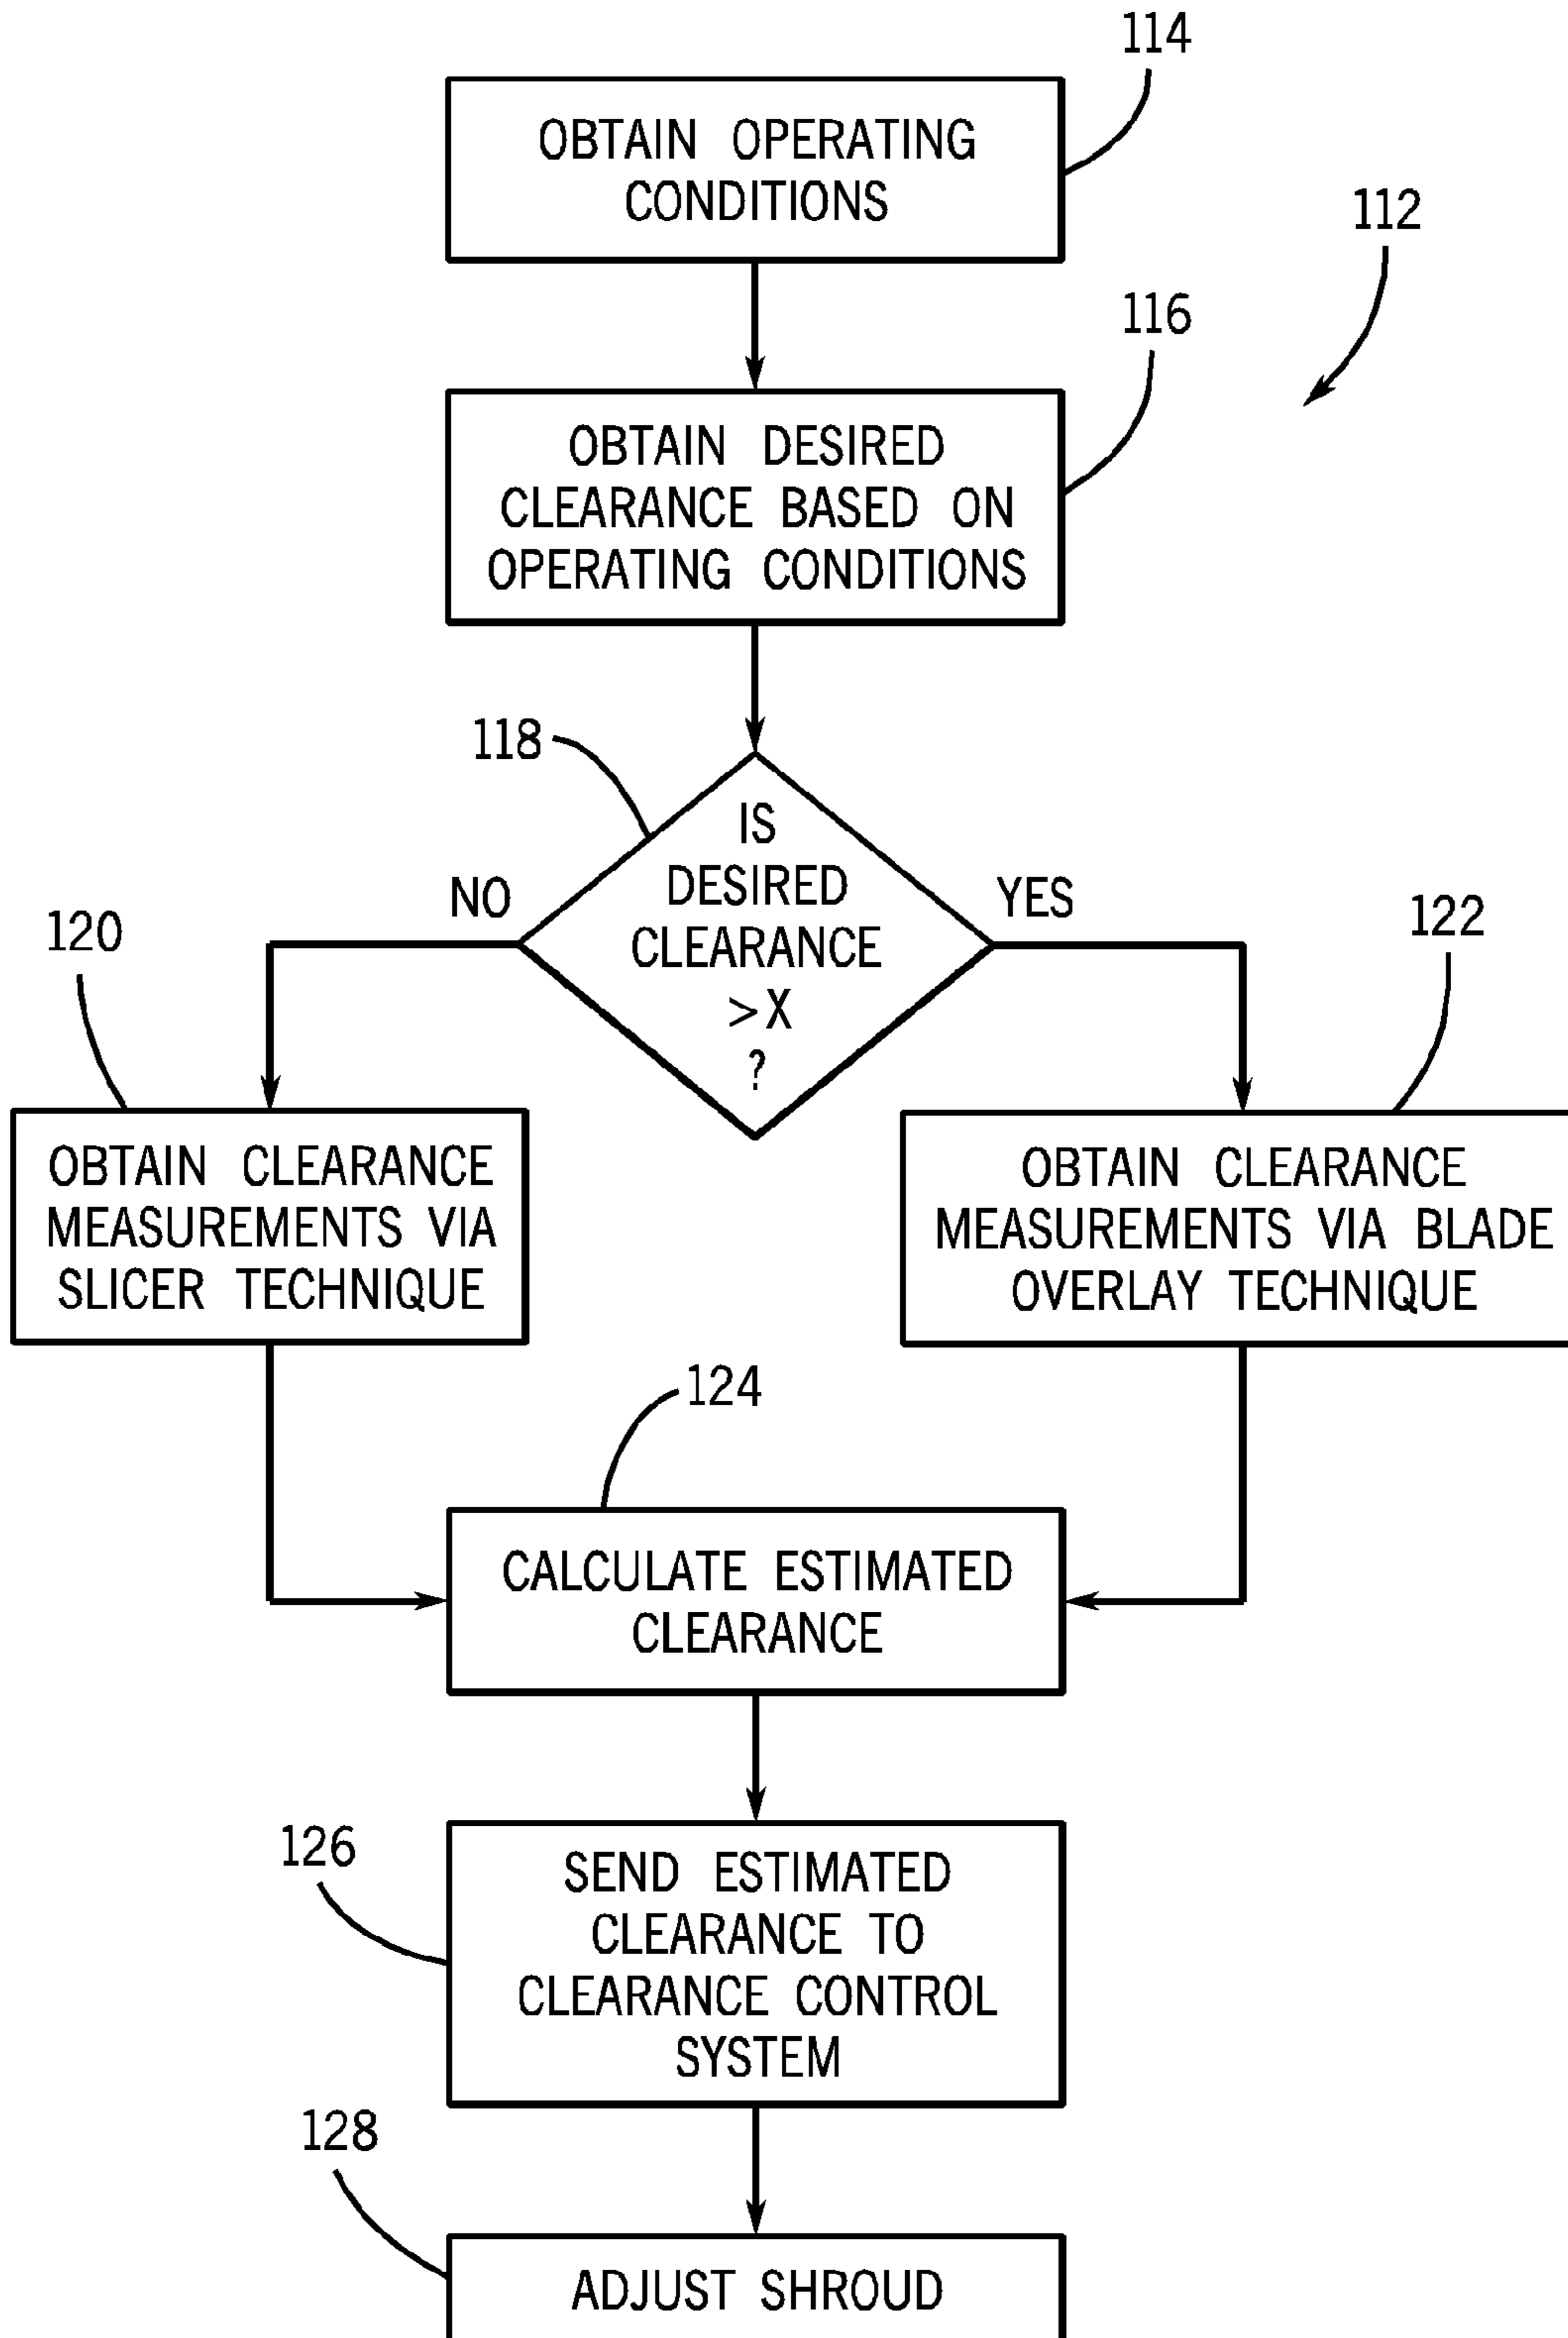 114
OBTAIN OPERATING
CONDITIONS
112
116
OBTAIN DESIRED
CLEARANCE BASED ON
OPERATING CONDITIONS
118
IS
DESIRED
CLEARANCE
>X
?
NO
YES
120
122
OBTAIN CLEARANCE
MEASUREMENTS VIA
SLICER TECHNIQUE
OBTAIN CLEARANCE
MEASUREMENTS VIA BLADE
OVERLAY TECHNIQUE
124
CALCULATE ESTIMATED
CLEARANCE
126
SEND ESTIMATED
CLEARANCE TO
CLEARANCE CONTROL
SYSTEM
128
ADJUST SHROUD